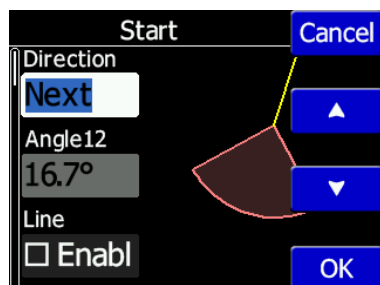 Start
Cancel
Direction
Next
Angle12
16.7°
Line
Enabl
OK